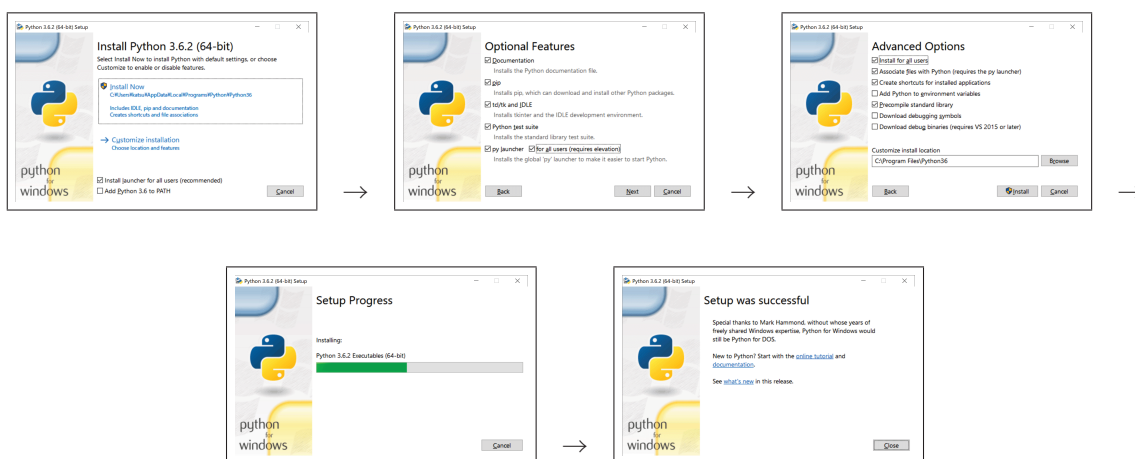 Python 3.6.2 (64-bit) Setup
Install Python 3.6.2 (64-bit)
Select Install Now to install Python with default settings, or choose
Customize to enable or disable features.
Install Now
C:¥Users¥katsu¥AppData¥Local¥Programs¥Python¥Python36
Includes IDLE, pip and documentation
Creates shortcuts and file associations
→ Customize installation
Choose location and features
Install launcher for all users (recommended)
Add Python 3.6 to PATH
Cancel
python
for
windows
→
Python 3.6.2 (64-bit) Setup
Optional Features
Documentation
Installs the Python documentation file.
pip
Installs pip, which can download and install other Python packages.
tcl/tk and IDLE
Installs tkinter and the IDLE development environment.
Python test suite
Installs the standard library test suite.
py launcher for all users (requires elevation)
Installs the global 'py' launcher to make it easier to start Python.
Back Next Cancel
python
for
windows
→
Python 3.6.2 (64-bit) Setup
Advanced Options
Install for all users
Associate files with Python (requires the py launcher)
Create shortcuts for installed applications
Add Python to environment variables
Precompile standard library
Download debugging symbols
Download debug binaries (requires VS 2015 or later)
Customize install location
C:¥Program Files¥Python36 Browse
Back Install Cancel
python
for
windows
Python 3.6.2 (64-bit) Setup
Setup Progress
Installing:
Python 3.6.2 Executables (64-bit)
Cancel
python
for
windows
→
Python 3.6.2 (64-bit) Setup
Setup was successful
Special thanks to Mark Hammond, without whose years of
freely shared Windows expertise, Python for Windows would
still be Python for DOS.
New to Python? Start with the online tutorial and
documentation.
See what's new in this release.
Close
python
for
windows